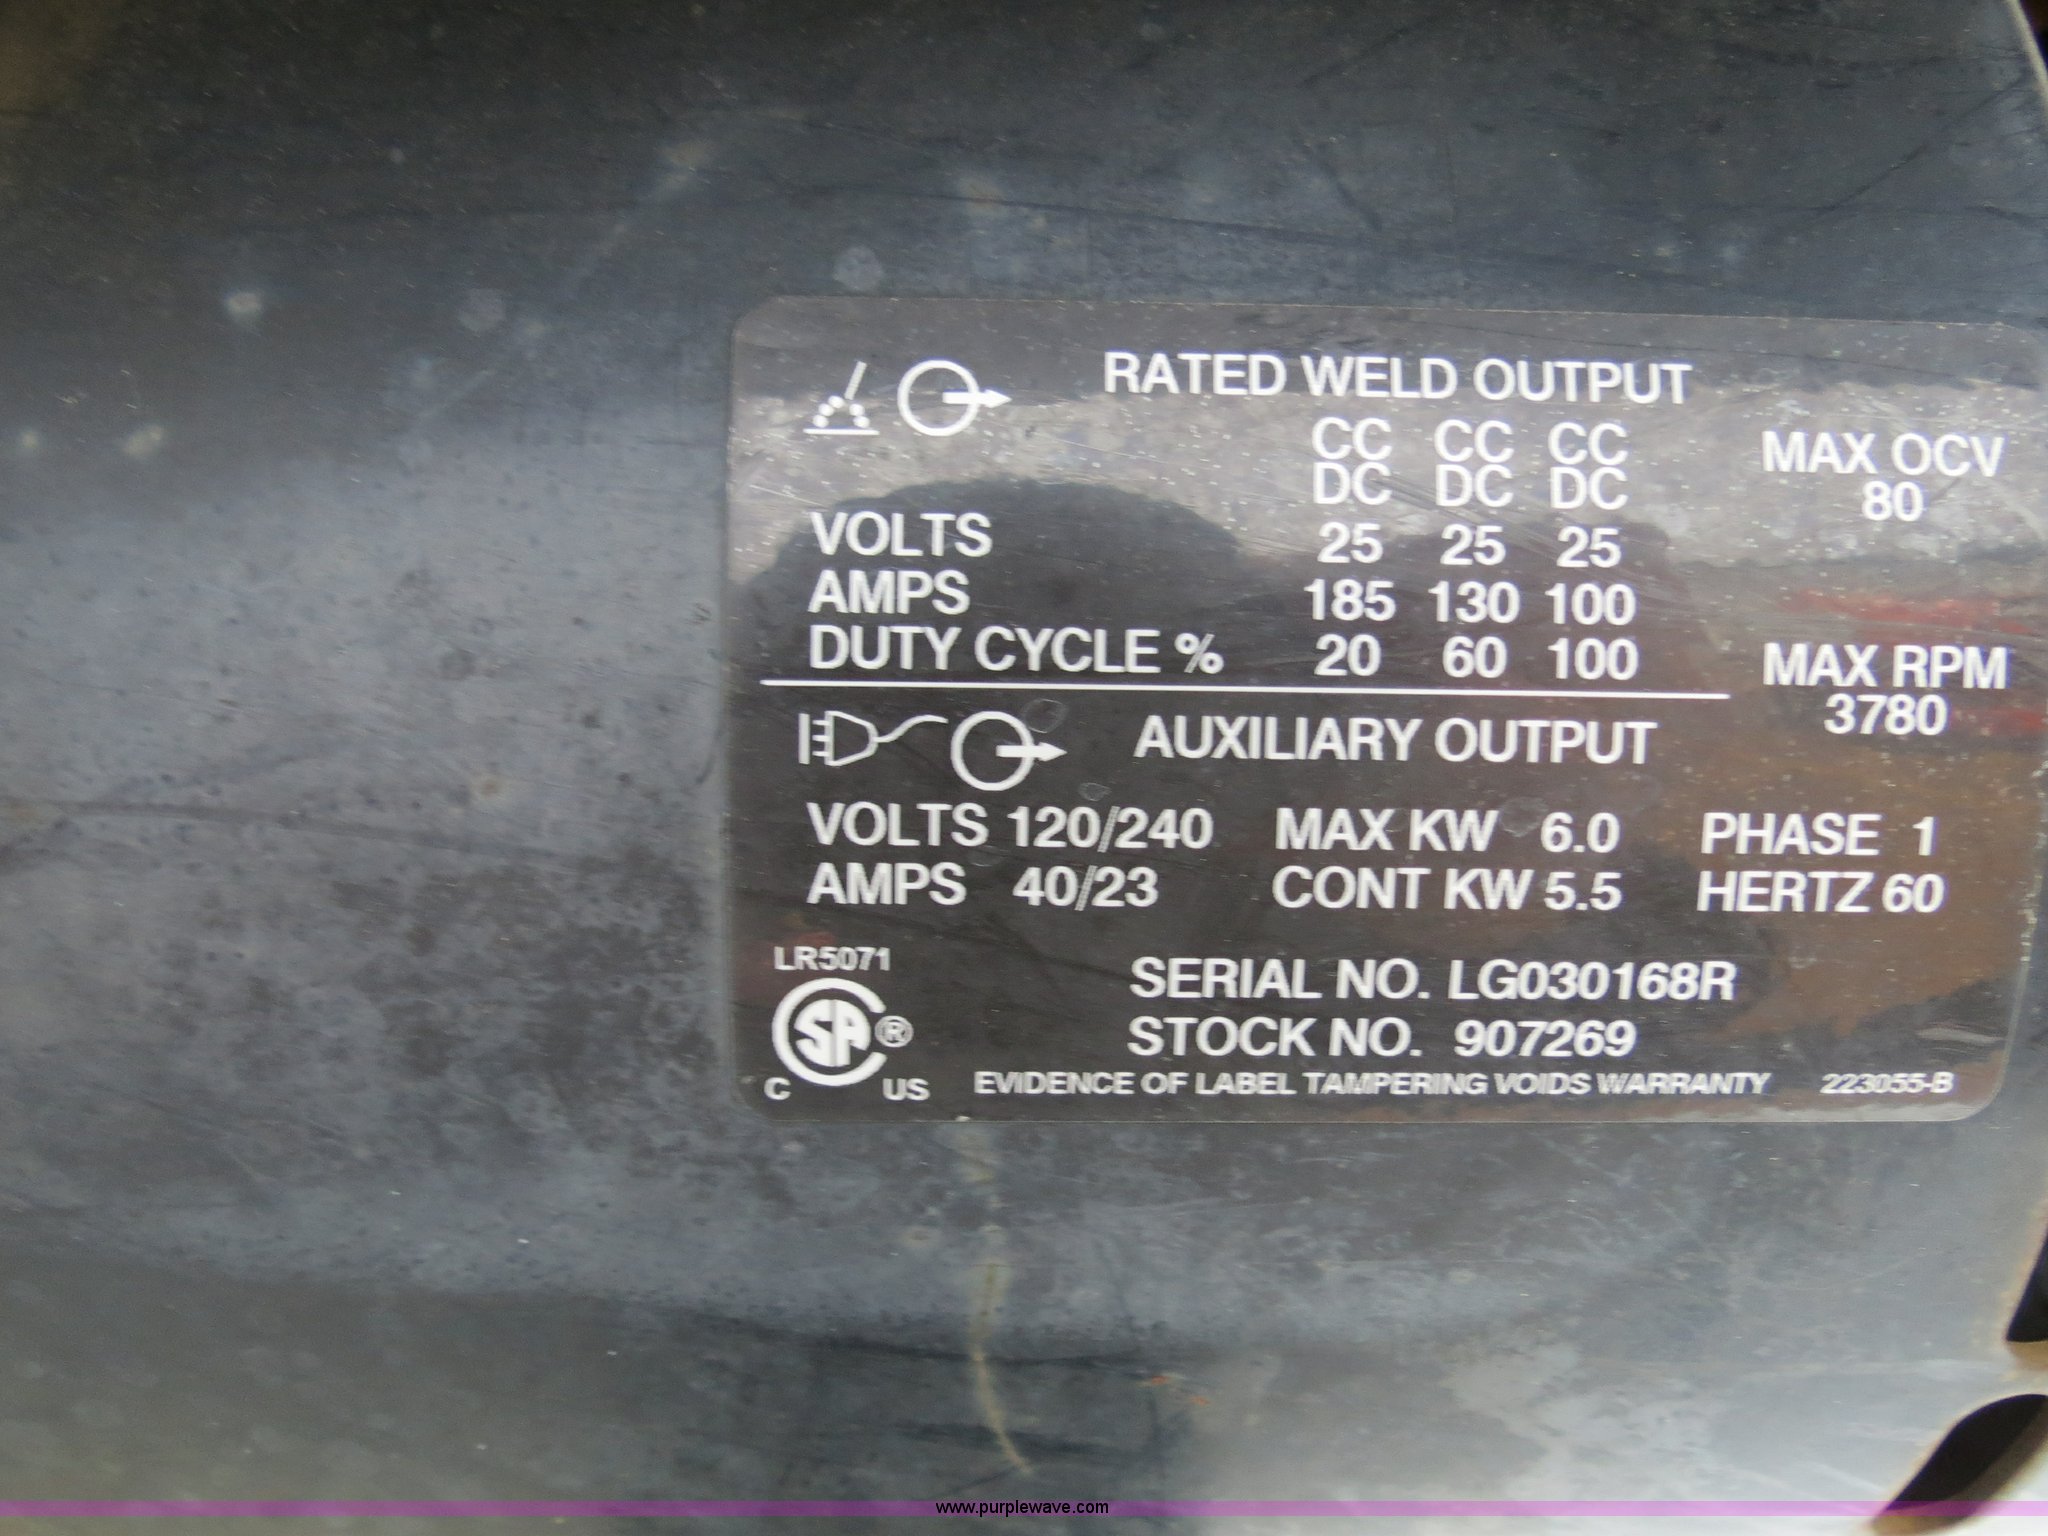 RATED WELD OUTPUT
CC CC CC
DC DC DC
MAX OCV
80
VOLTS 25 25 25
AMPS 185 130 100
DUTY CYCLE % 20 60 100
MAX RPM
3780
AUXILIARY OUTPUT
VOLTS 120/240 MAX KW 6.0 PHASE 1
AMPS 40/23 CONT KW 5.5 HERTZ 60
LR5071
SERIAL NO. LG030168R
SA ®
STOCK NO. 907269
C US
EVIDENCE OF LABEL TAMPERING VOIDS WARRANTY 223055-B
www.purplewave.com